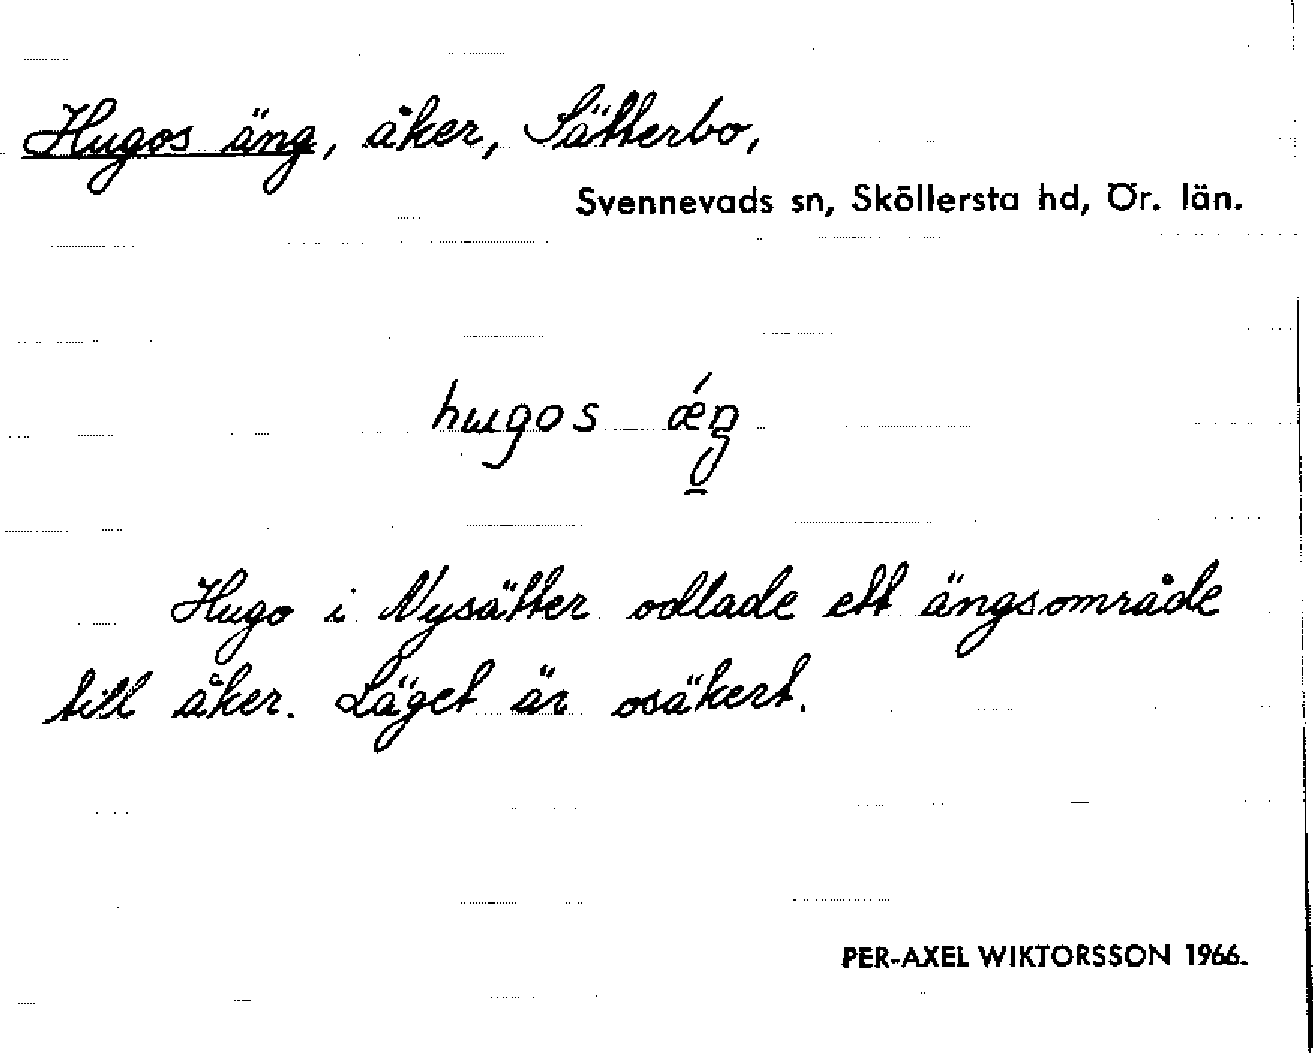 Hugos äng, åker, Sätterbo,
Svennevads sn, Sköllersta hd, Ör. län.
hugos ǽŋ
Hugo i Nysätter odlade ett ängsområde
till åker. Läget är osäkert.
PER-AXEL WIKTORSSON 1966.